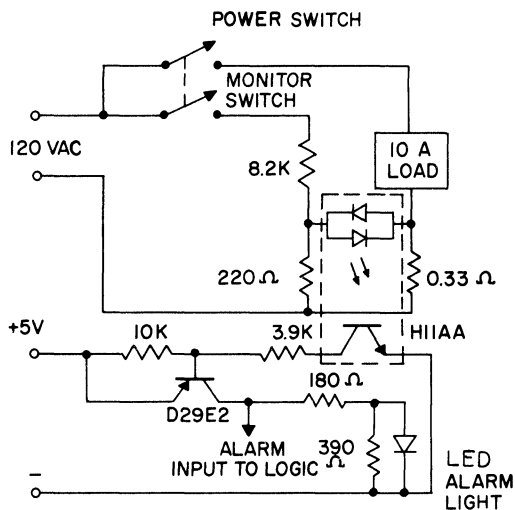 POWER SWITCH
MONITOR
SWITCH
120 VAC
8.2K
10 A
LOAD
220 Ω
0.33 Ω
+5V
10K
3.9K
H11AA
D29E2
180 Ω
ALARM
INPUT TO LOGIC
390
Ω
LED
ALARM
LIGHT
−